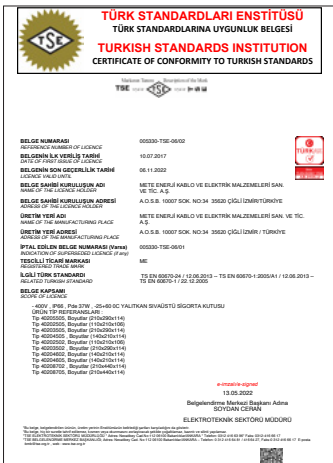 TÜRK STANDARDLARI ENSTİTÜSÜ
TÜRK STANDARDLARINA UYGUNLUK BELGESİ
TURKISH STANDARDS INSTITUTION
CERTIFICATE OF CONFORMITY TO TURKISH STANDARDS
TSE
TSE
BELGE NUMARASI 005330-TSE-06/02
REFERENCE NUMBER OF LICENCE
BELGENİN İLK VERİLİŞ TARİHİ 10.07.2017
DATE OF FIRST ISSUE OF LICENCE
BELGENİN SON GEÇERLİLİK TARİHİ 06.11.2022
LICENCE VALID UNTIL
BELGE SAHİBİ KURULUŞUN ADI METE ENERJİ KABLO VE ELEKTRİK MALZEMELERİ SAN. VE TİC. A.Ş.
NAME OF THE LICENCE HOLDER
BELGE SAHİBİ KURULUŞUN ADRESİ A.O.S.B. 10007 SOK. NO:34 35620 ÇİĞLİ İZMİR/TÜRKİYE
ADRESS OF THE LICENCE HOLDER
ÜRETİM YERİ ADI METE ENERJİ KABLO VE ELEKTRİK MALZEMELERİ SAN. VE TİC. A.Ş.
NAME OF THE MANUFACTURING PLACE
ÜRETİM YERİ ADRESİ A.O.S.B. 10007 SOK. NO:34 35620 ÇİĞLİ İZMİR / TÜRKİYE
ADRESS OF THE MANUFACTURING PLACE
İPTAL EDİLEN BELGE NUMARASI (Varsa) 005330-TSE-06/01
INDICATION OF SUPERSEDED LICENCE (if any)
TESCİLLİ TİCARİ MARKASI ME
REGISTERED TRADE MARK
İLGİLİ TÜRK STANDARDI TS EN 60670-24 / 12.06.2013 – TS EN 60670-1:2005/A1 / 12.06.2013 –
RELATED TURKISH STANDARD TS EN 60670-1 / 22.12.2005
BELGE KAPSAMI
SCOPE OF LICENCE
- 400V , IP66 , Pde 37W , -25+60 0C YALITKAN SIVAÜSTÜ SİGORTA KUTUSU
ÜRÜN TİP REFERANSLARI :
Tip 40205505, Boyutlar (210x290x114)
Tip 40202505, Boyutlar (110x210x106)
Tip 40203505, Boyutlar (210x290x114)
Tip 40204505, Boyutlar (140x210x114)
Tip 40202502, Boyutlar (110x210x106)
Tip 40203502 , Boyutlar (210x290x114)
Tip 40204602, Boyutlar (140x210x114)
Tip 40204605, Boyutlar (140x210x114)
Tip 40208702 , Boyutlar (210x440x114)
Tip 40208705, Boyutlar (210x440x114)
e-imzalıe-signed
13.05.2022
Belgelendirme Merkezi Başkanı Adına
SOYDAN CERAN
ELEKTROTEKNİK SEKTÖRÜ MÜDÜRÜ